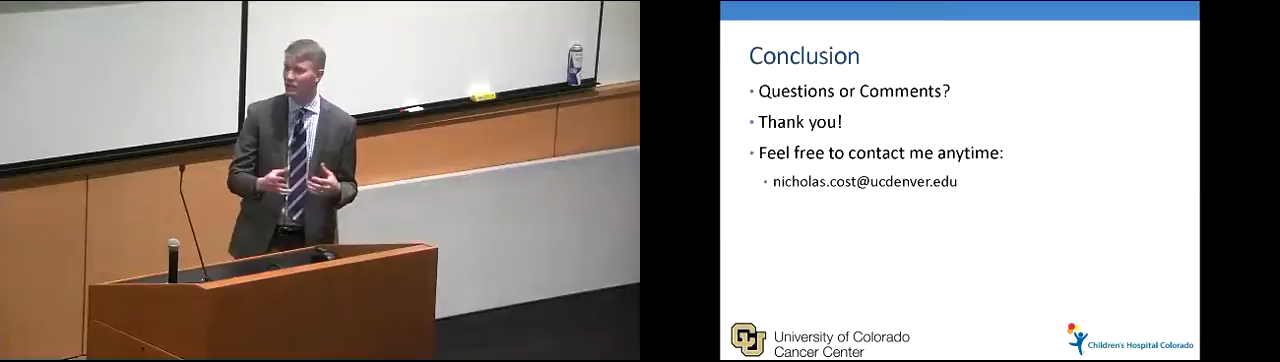 Conclusion
Questions or Comments?
Thank you!
Feel free to contact me anytime:
nicholas.cost@ucdenver.edu
CU
University of Colorado
Cancer Center
Children's Hospital Colorado